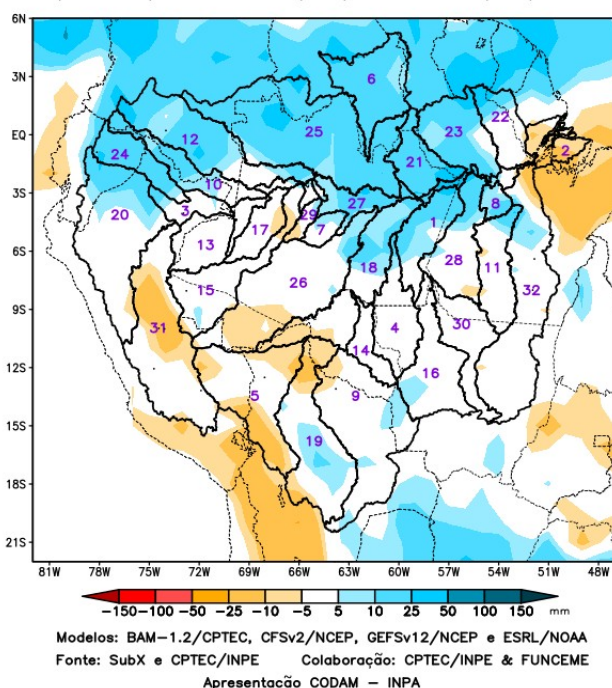 6N
3N
EQ
3S
6S
9S
12S
15S
18S
21S
6
12
25
23
22
24
21
2
10
20
3
29
27
8
13
17
7
1
28
11
18
15
26
32
31
4
30
14
5
9
16
19
81W 78W 75W 72W 69W 66W 63W 60W 57W 54W 51W 48W
-150 -100 -50 -25 -10 -5 5 10 25 50 100 150 mm
Modelos: BAM-1.2/CPTEC, CFSv2/NCEP, GEFSv12/NCEP e ESRL/NOAA
Fonte: SubX e CPTEC/INPE Colaboração: CPTEC/INPE & FUNCEME
Apresentação CODAM - INPA